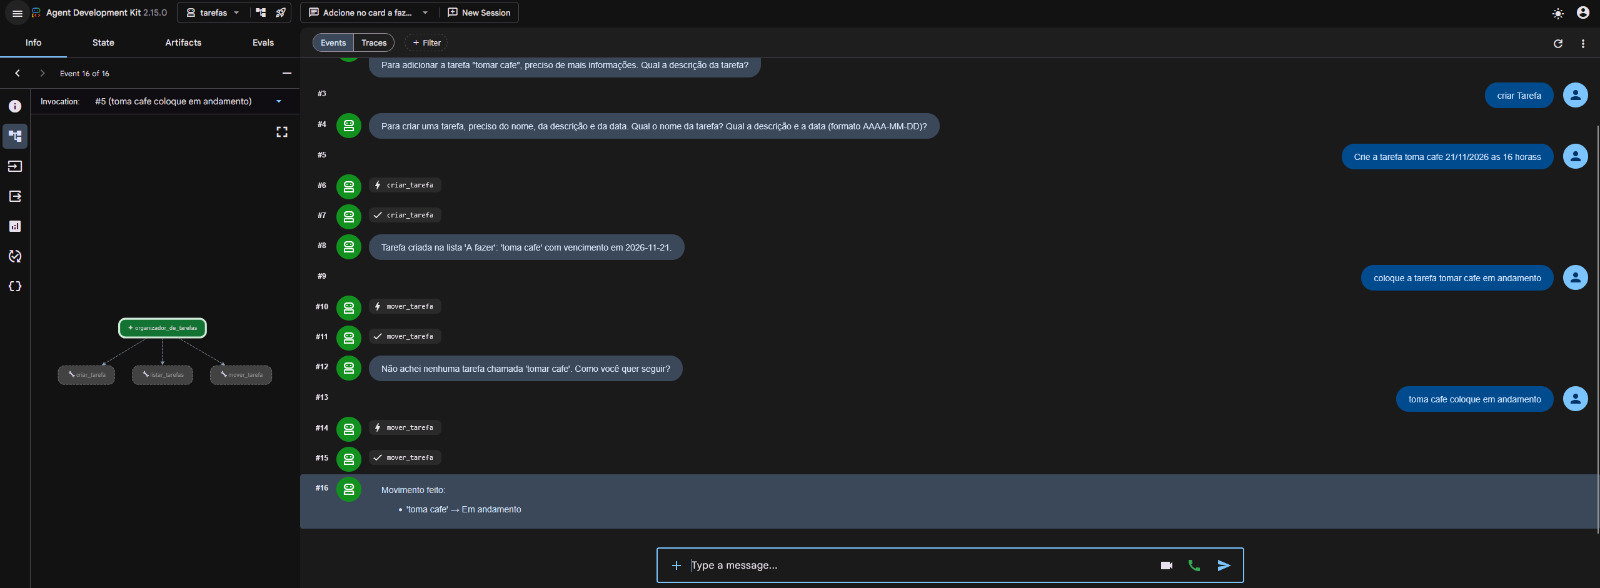 Agent Development Kit 2.15.0
tarefas
Adcione no card a faz...
New Session
Info
State
Artifacts
Evals
Events
Traces
+ Filter
Event 16 of 16
Invocation: #5 (toma cafe coloque em andamento)
organizador_de_tarefas
criar_tarefa
listar_tarefas
mover_tarefa
Para adicionar a tarefa "tomar cafe", preciso de mais informações. Qual a descrição da tarefa?
#3
criar Tarefa
#4
Para criar uma tarefa, preciso do nome, da descrição e da data. Qual o nome da tarefa? Qual a descrição e a data (formato AAAA-MM-DD)?
#5
Crie a tarefa toma cafe 21/11/2026 as 16 horass
#6
criar_tarefa
#7
criar_tarefa
#8
Tarefa criada na lista 'A fazer': 'toma cafe' com vencimento em 2026-11-21.
#9
coloque a tarefa tomar cafe em andamento
#10
mover_tarefa
#11
mover_tarefa
#12
Não achei nenhuma tarefa chamada 'tomar cafe'. Como você quer seguir?
#13
toma cafe coloque em andamento
#14
mover_tarefa
#15
mover_tarefa
#16
Movimento feito:
• 'toma cafe' → Em andamento
Type a message...